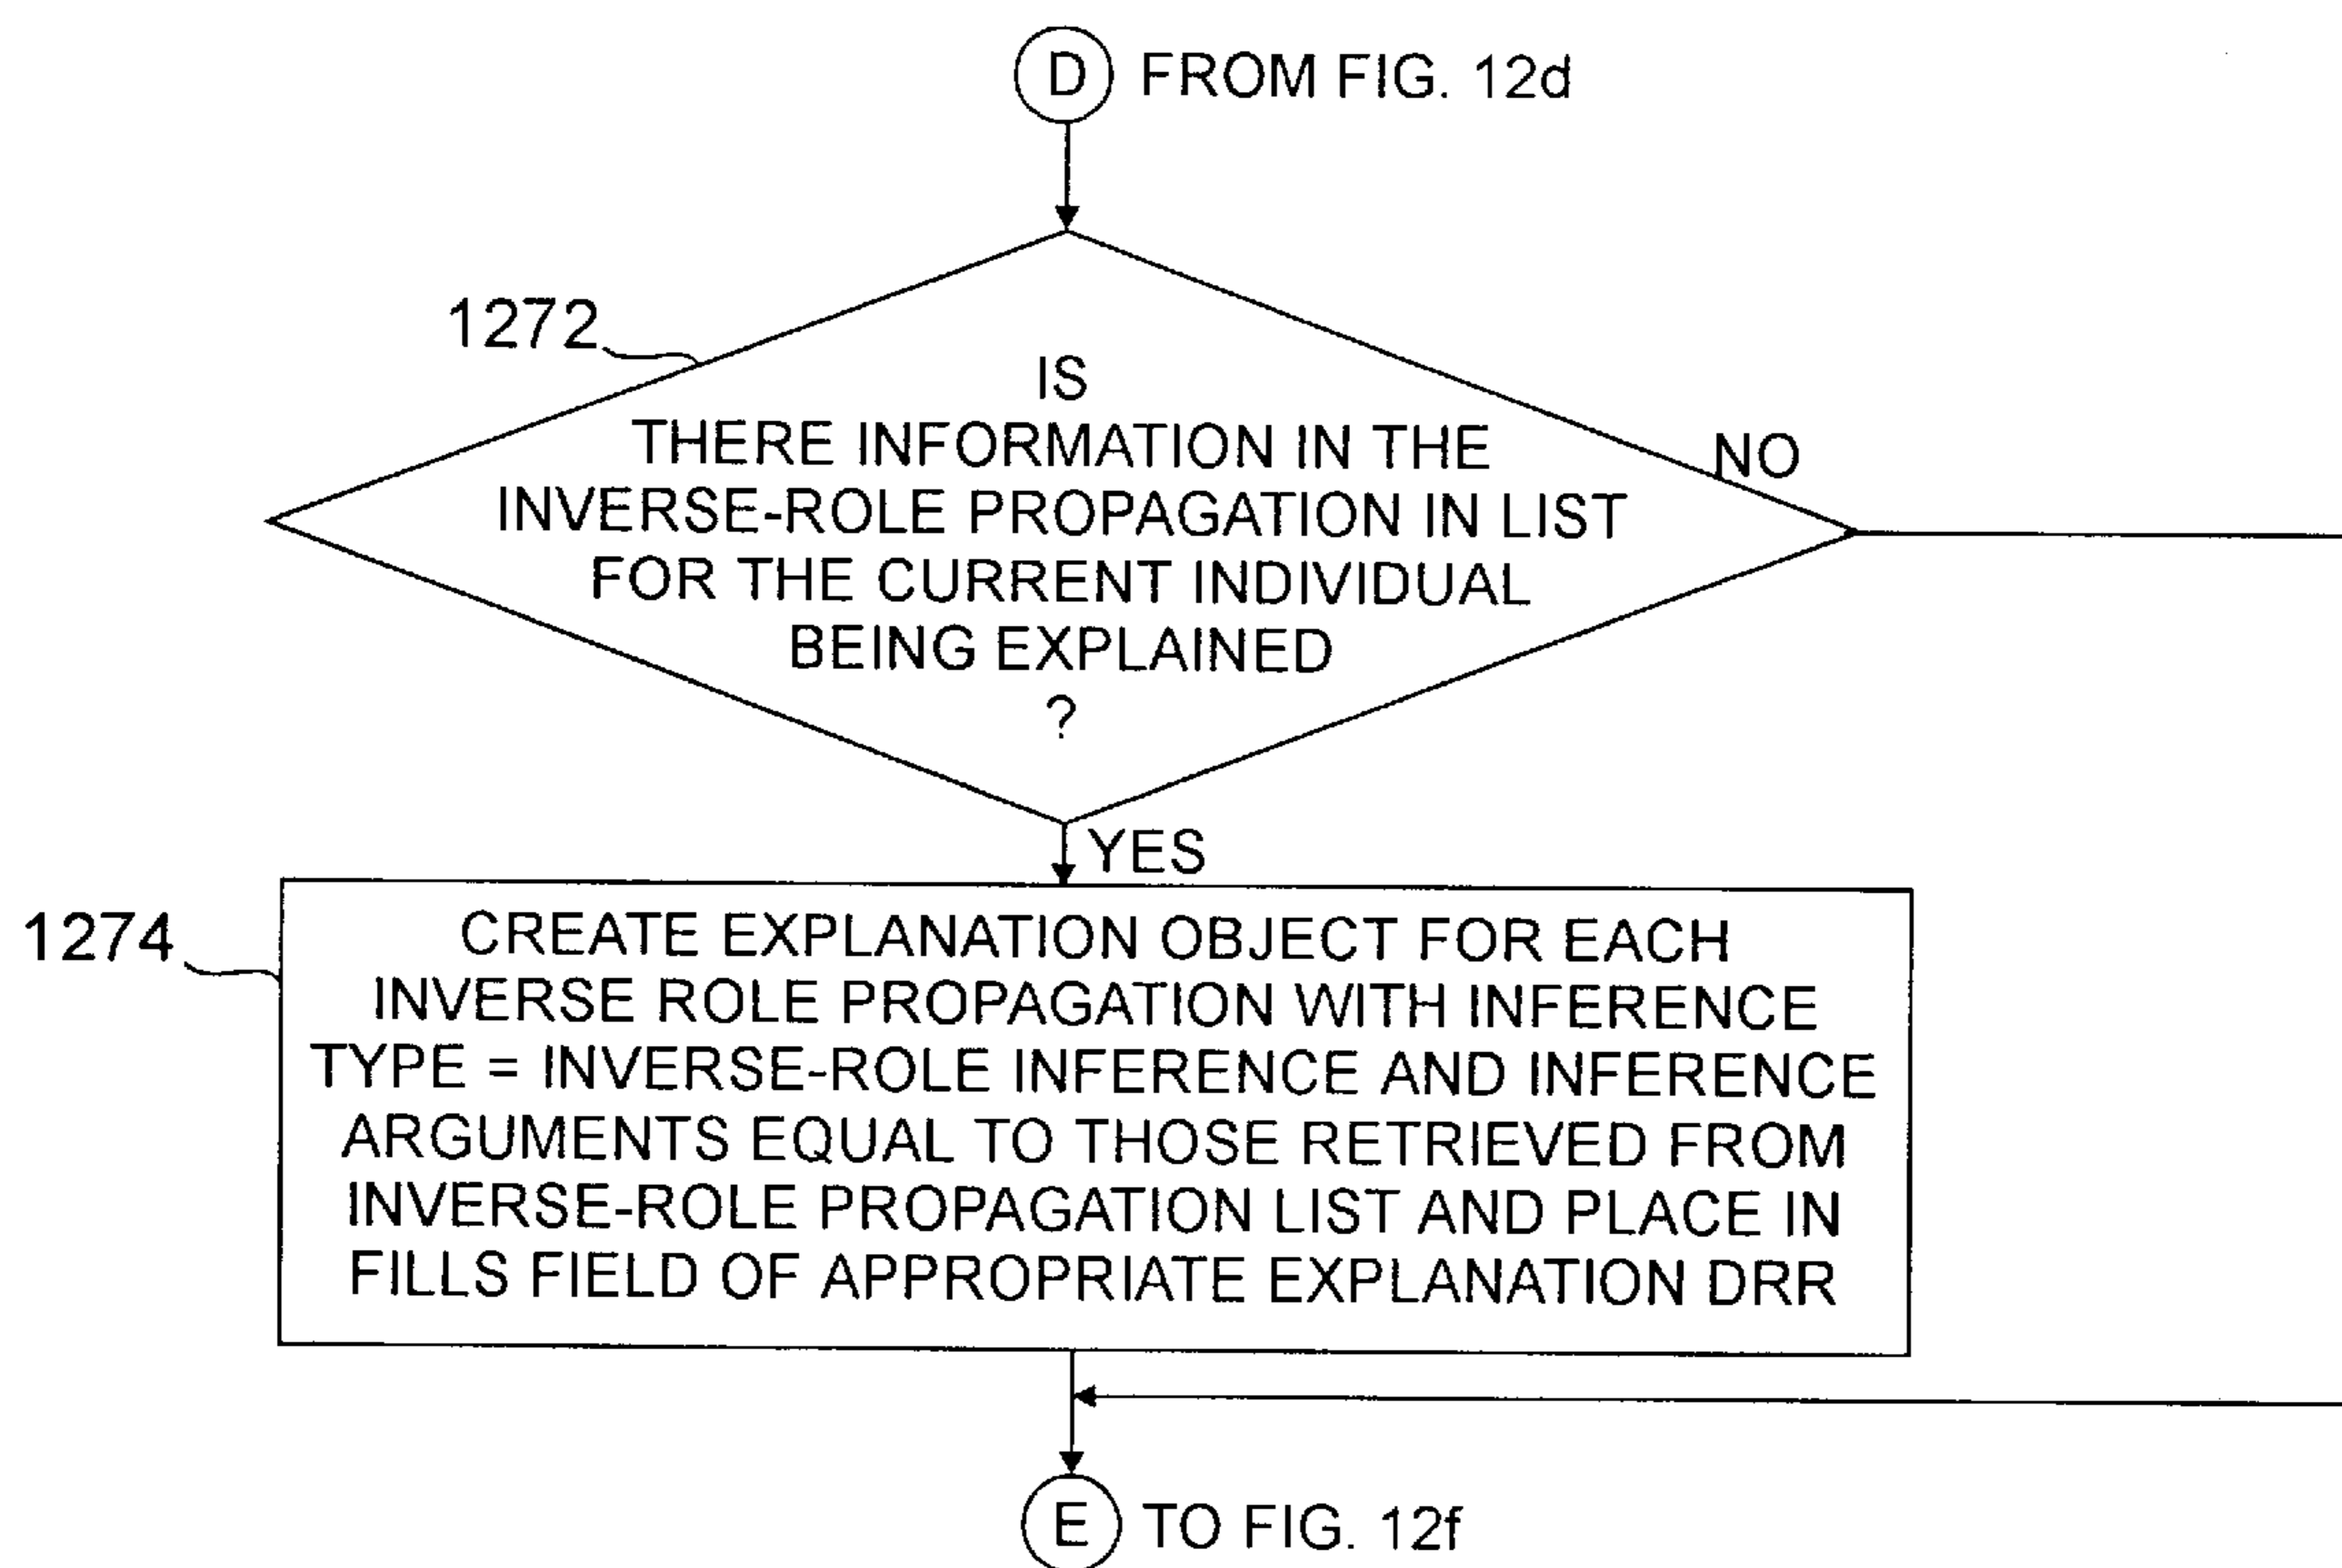 D FROM FIG. 12d
1272
IS
THERE INFORMATION IN THE
INVERSE-ROLE PROPAGATION IN LIST
FOR THE CURRENT INDIVIDUAL
BEING EXPLAINED
?
NO
YES
1274
CREATE EXPLANATION OBJECT FOR EACH
INVERSE ROLE PROPAGATION WITH INFERENCE
TYPE = INVERSE-ROLE INFERENCE AND INFERENCE
ARGUMENTS EQUAL TO THOSE RETRIEVED FROM
INVERSE-ROLE PROPAGATION LIST AND PLACE IN
FILLS FIELD OF APPROPRIATE EXPLANATION DRR
E TO FIG. 12f